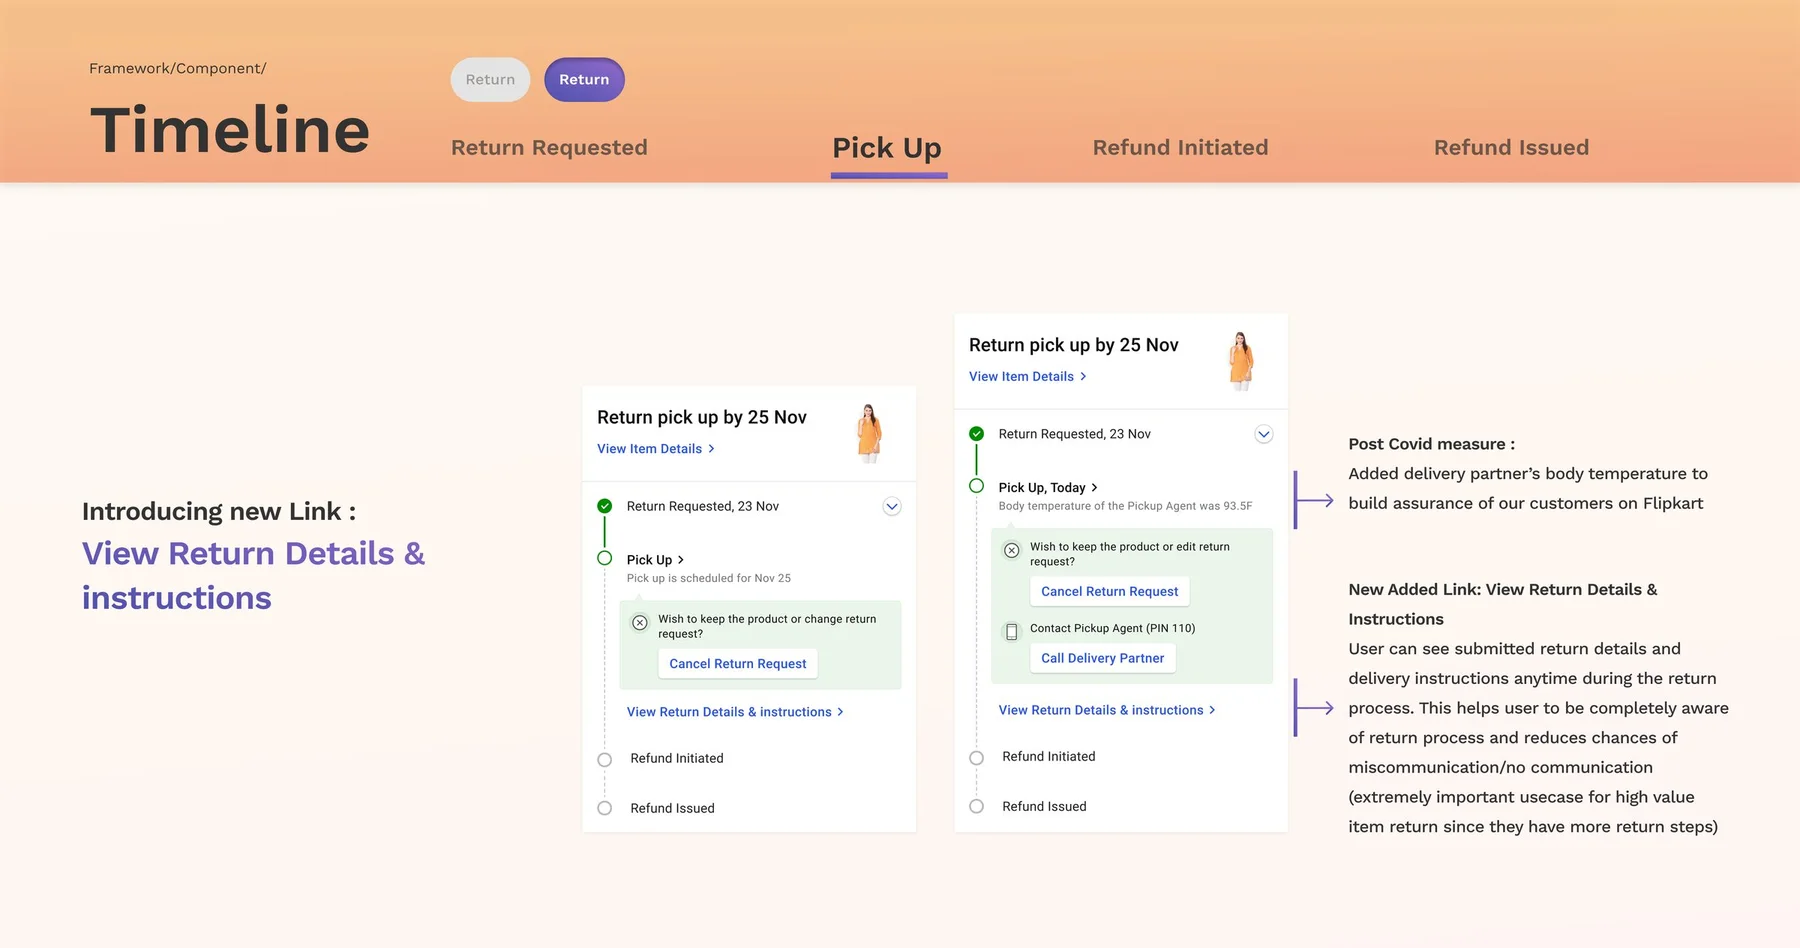 Framework/Component/
Timeline
Return
Return
Return Requested
Pick Up
Refund Initiated
Refund Issued
Introducing new Link :
View Return Details &
instructions
Return pick up by 25 Nov
View Item Details >
Return Requested, 23 Nov
Pick Up >
Pick up is scheduled for Nov 25
Wish to keep the product or change return
request?
Cancel Return Request
View Return Details & instructions >
Refund Initiated
Refund Issued
Return pick up by 25 Nov
View Item Details >
Return Requested, 23 Nov
Pick Up, Today >
Body temperature of the Pickup Agent was 93.5F
Wish to keep the product or edit return
request?
Cancel Return Request
Contact Pickup Agent (PIN 110)
Call Delivery Partner
View Return Details & instructions >
Refund Initiated
Refund Issued
Post Covid measure :
Added delivery partner’s body temperature to
build assurance of our customers on Flipkart
New Added Link: View Return Details &
Instructions
User can see submitted return details and
delivery instructions anytime during the return
process. This helps user to be completely aware
of return process and reduces chances of
miscommunication/no communication
(extremely important usecase for high value
item return since they have more return steps)